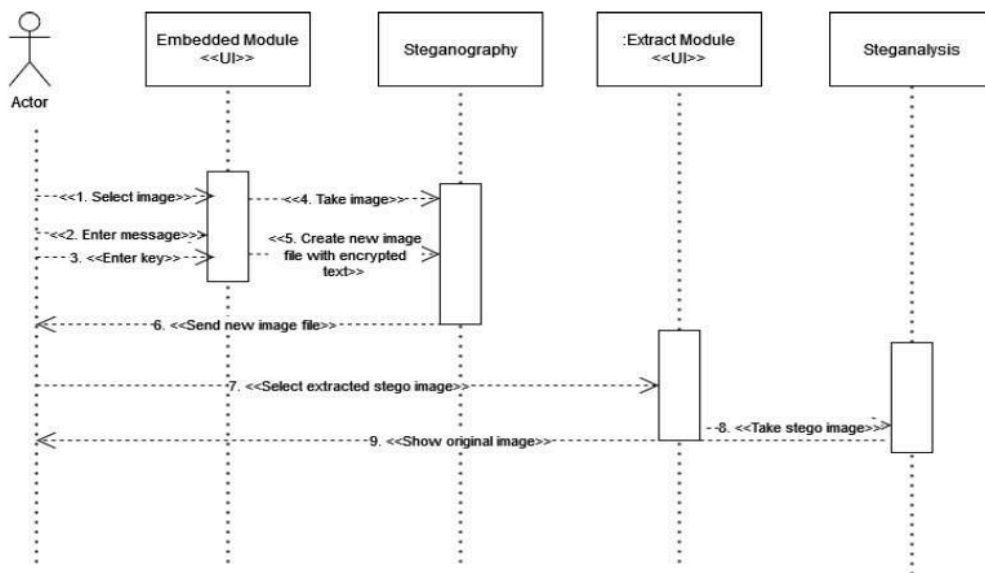 Embedded Module
<<UI>>
Steganography
:Extract Module
<<UI>>
Steganalysis
Actor
<<1. Select image>>
<<4. Take image>>
<<2. Enter message>>
3. <<Enter key>>
<<5. Create new image
file with encrypted
text>>
6. <<Send new image file>>
7. <<Select extracted stego image>>
8. <<Take stego image>>
9. <<Show original image>>